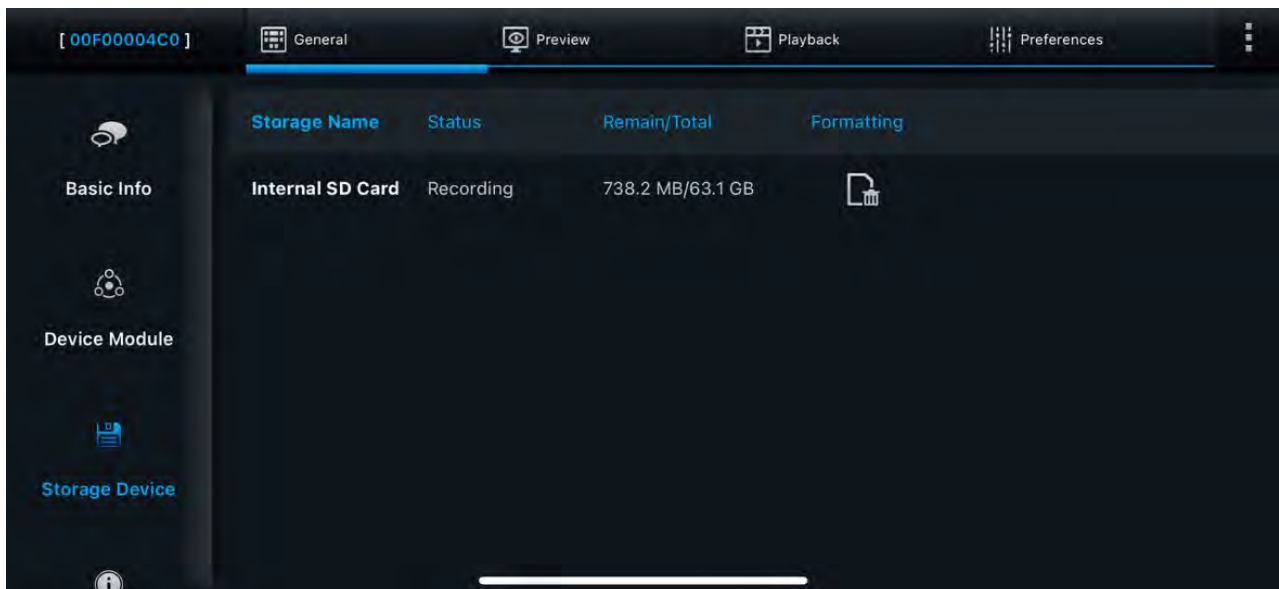 [ 00F00004C0 ] General Preview Playback Preferences
Storage Name Status Remain/Total Formatting
Basic Info
Internal SD Card Recording 738.2 MB/63.1 GB
Device Module
Storage Device